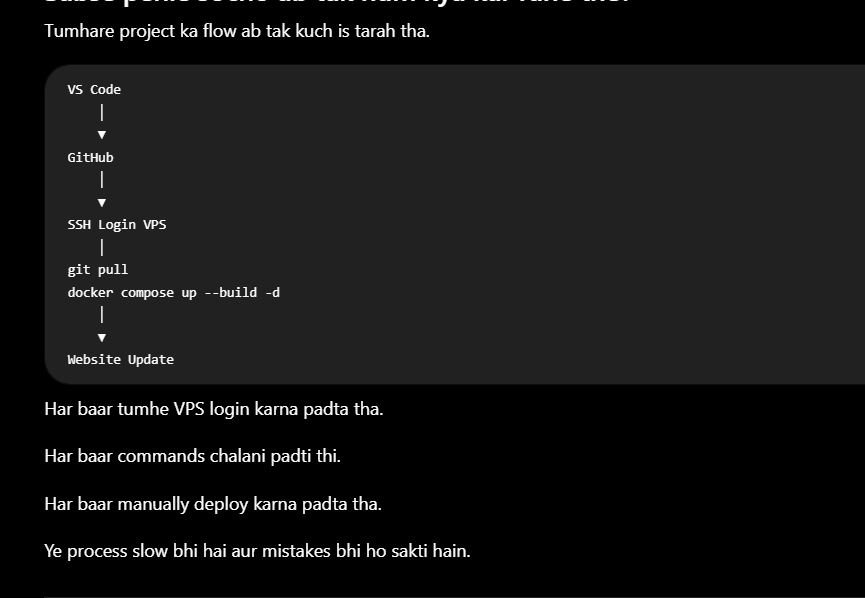 Tumhare project ka flow ab tak kuch is tarah tha.
VS Code
│
▼
GitHub
│
▼
SSH Login VPS
│
git pull
docker compose up --build -d
│
▼
Website Update
Har baar tumhe VPS login karna padta tha.
Har baar commands chalani padti thi.
Har baar manually deploy karna padta tha.
Ye process slow bhi hai aur mistakes bhi ho sakti hain.